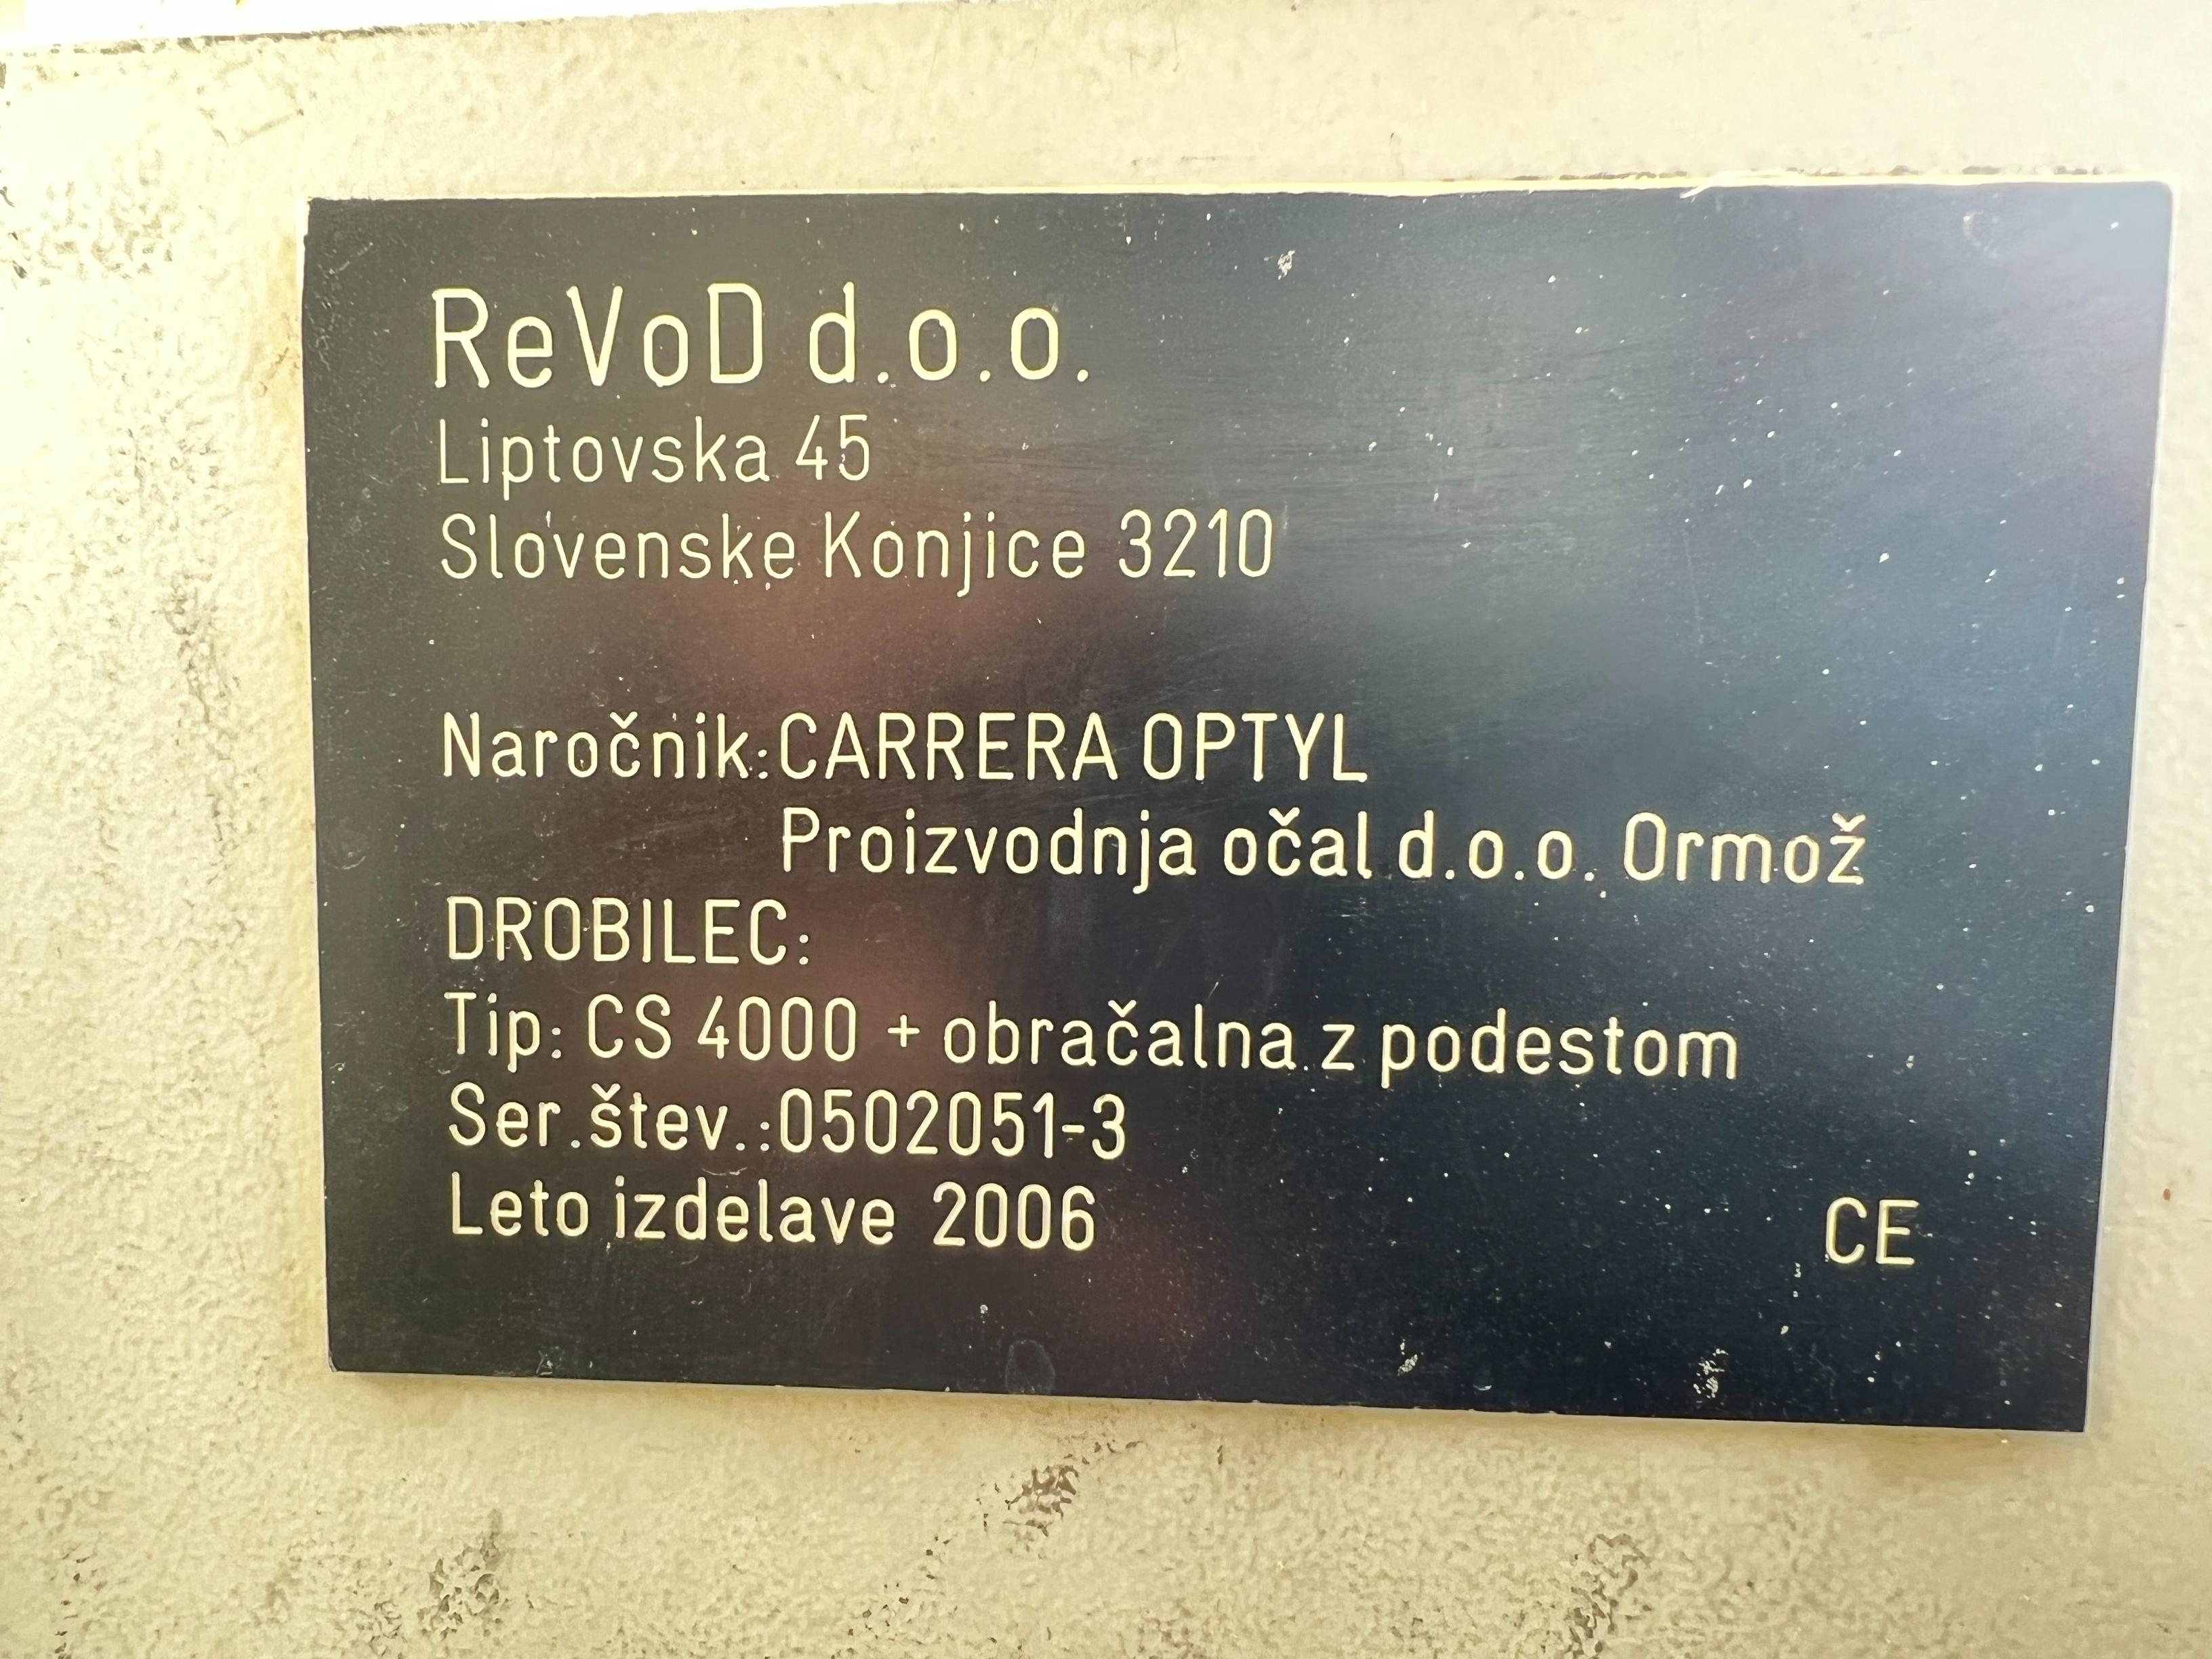 ReVoD d.o.o.
Liptovska 45
Slovenske Konjice 3210
Naročnik:CARRERA OPTYL
Proizvodnja očal d.o.o. Ormož
DROBILEC:
Tip: CS 4000 + obračalna z podestom
Ser.štev.:0502051-3
Leto izdelave 2006
CE